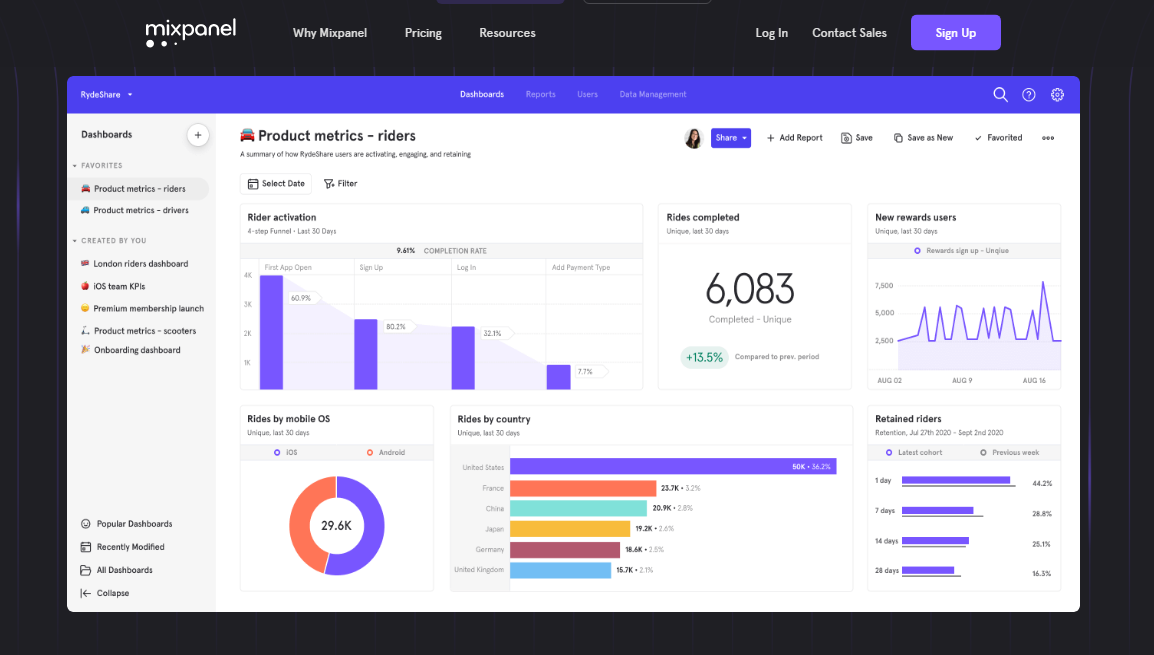 mixpanel
Why Mixpanel Pricing Resources Log In Contact Sales Sign Up
RydeShare Dashboards Reports Users Data Management
Dashboards
FAVORITES
Product metrics - riders
Product metrics - drivers
CREATED BY YOU
London riders dashboard
iOS team KPIs
Premium membership launch
Product metrics - scooters
Onboarding dashboard
Popular Dashboards
Recently Modified
All Dashboards
Collapse
Product metrics - riders
A summary of how RydeShare users are activating, engaging, and retaining
Share + Add Report Save Save as New Favorited
Select Date Filter
Rider activation
4-step Funnel • Last 30 Days
9.61% COMPLETION RATE
First App Open Sign Up Log In Add Payment Type
4K
3K
2K
1K
60.9%
80.2%
32.1%
7.7%
Rides completed
Unique, last 30 days
6,083
Completed - Unique
+13.5% Compared to prev. period
New rewards users
Unique, last 30 days
Rewards sign up - Unqiue
7,500
5,000
2,500
AUG 02 AUG 9 AUG 16
Rides by mobile OS
Unique, last 30 days
iOS Android
29.6K
Rides by country
Unique, last 30 days
United States 50K • 36.2%
France 23.7K • 3.2%
China 20.9K • 2.8%
Japan 19.2K • 2.6%
Germany 18.6K • 2.5%
United Kingdom 15.7K • 2.1%
Retained riders
Retention, Jul 27th 2020 - Sept 2nd 2020
Latest cohort Previous week
1 day 44.2%
7 days 28.8%
14 days 25.1%
28 days 16.3%